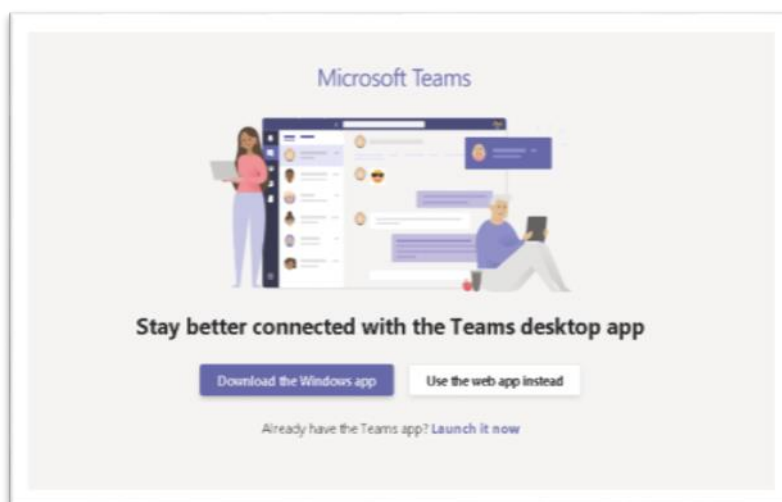 Microsoft Teams
Stay better connected with the Teams desktop app
Download the Windows app
Use the web app instead
Already have the Teams app? Launch it now